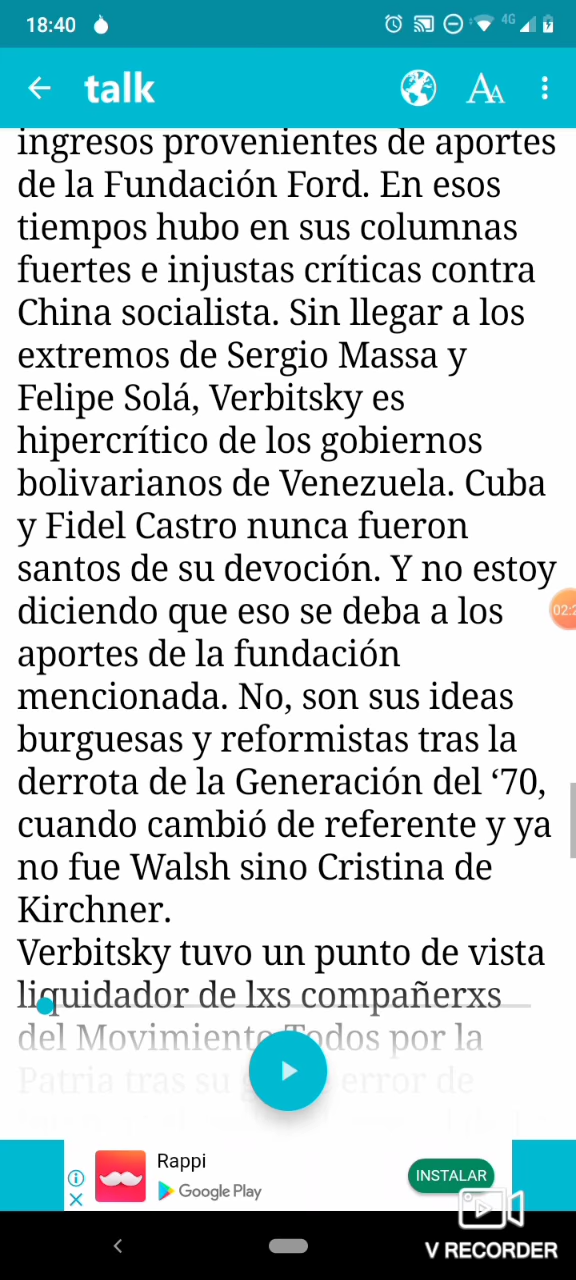 18:40
4G
talk
AA
ingresos provenientes de aportes
de la Fundación Ford. En esos
tiempos hubo en sus columnas
fuertes e injustas críticas contra
China socialista. Sin llegar a los
extremos de Sergio Massa y
Felipe Solá, Verbitsky es
hipercrítico de los gobiernos
bolivarianos de Venezuela. Cuba
y Fidel Castro nunca fueron
santos de su devoción. Y no estoy
diciendo que eso se deba a los
aportes de la fundación
mencionada. No, son sus ideas
burguesas y reformistas tras la
derrota de la Generación del ‘70,
cuando cambió de referente y ya
no fue Walsh sino Cristina de
Kirchner.
Verbitsky tuvo un punto de vista
liquidador de lxs compañerxs
del Movimiento Todos por la
Patria tras su error de
Rappi
Google Play
INSTALAR
V RECORDER